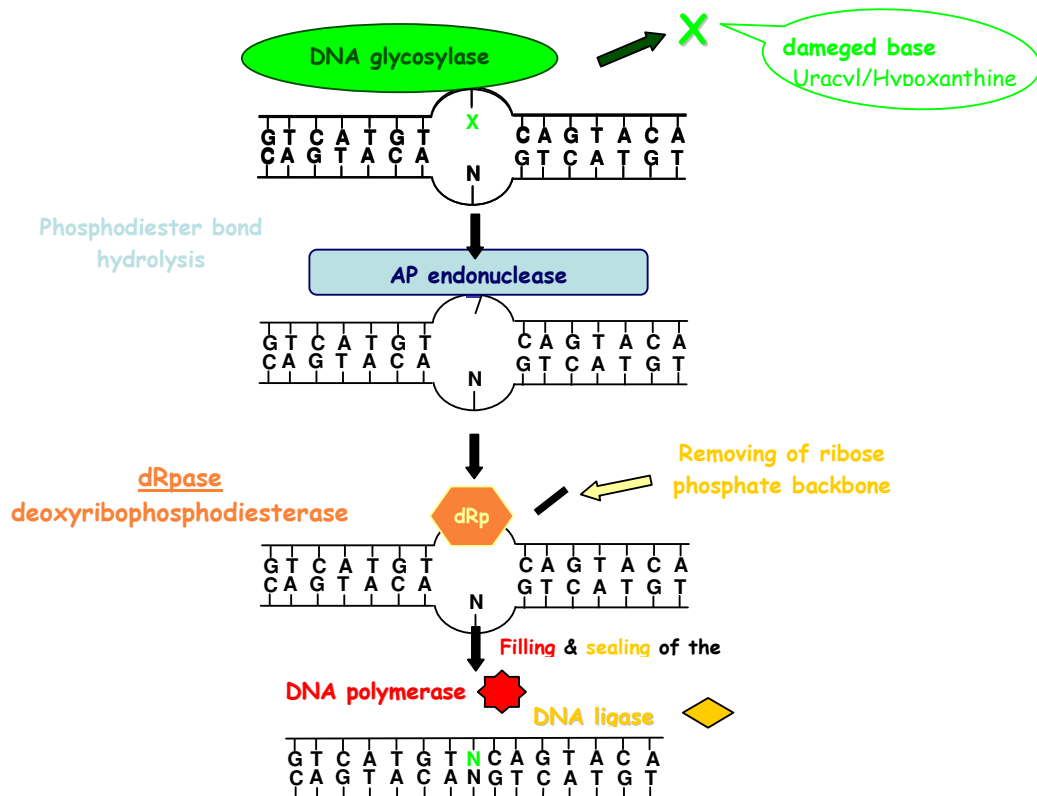 DNA glycosylase
X
dameged base
Uracyl/Hypoxanthine
X
G T C A T G T C A G T A C A
C A G T A C A G T C A T G T
N
Phosphodiester bond
hydrolysis
AP endonuclease
G T C A T G T C A G T A C A
C A G T A C A G T C A T G T
N
dRpase
deoxyribophosphodiesterase
dRp
Removing of ribose
phosphate backbone
G T C A T G T C A G T A C A
C A G T A C A G T C A T G T
N
Filling & sealing of the
DNA polymerase
DNA ligase
G T C A T G T N C A G T A C A
C A G T A C A N G T C A T G T